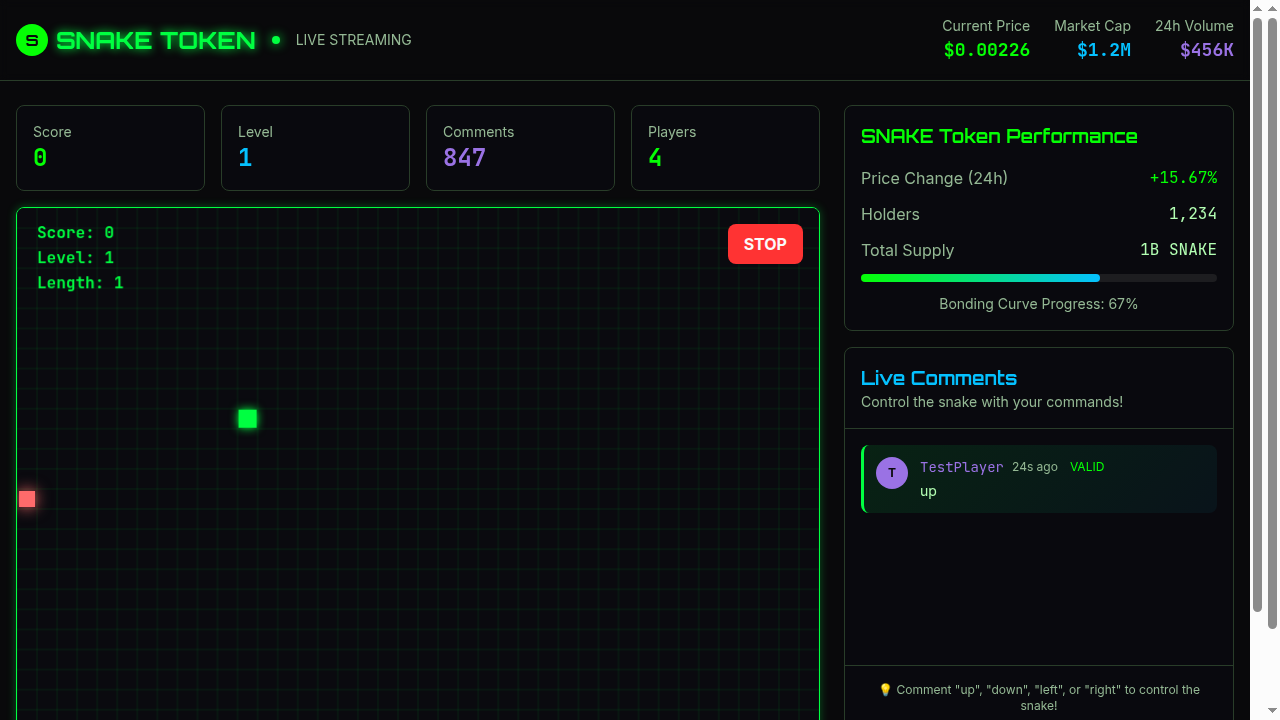 S SNAKE TOKEN LIVE STREAMING
Current Price
$0.00226
Market Cap
$1.2M
24h Volume
$456K
Score
0
Level
1
Comments
847
Players
4
Score: 0
Level: 1
Length: 1
STOP
SNAKE Token Performance
Price Change (24h) +15.67%
Holders 1,234
Total Supply 1B SNAKE
Bonding Curve Progress: 67%
Live Comments
Control the snake with your commands!
T TestPlayer 24s ago VALID
up
💡 Comment "up", "down", "left", or "right" to control the
snake!